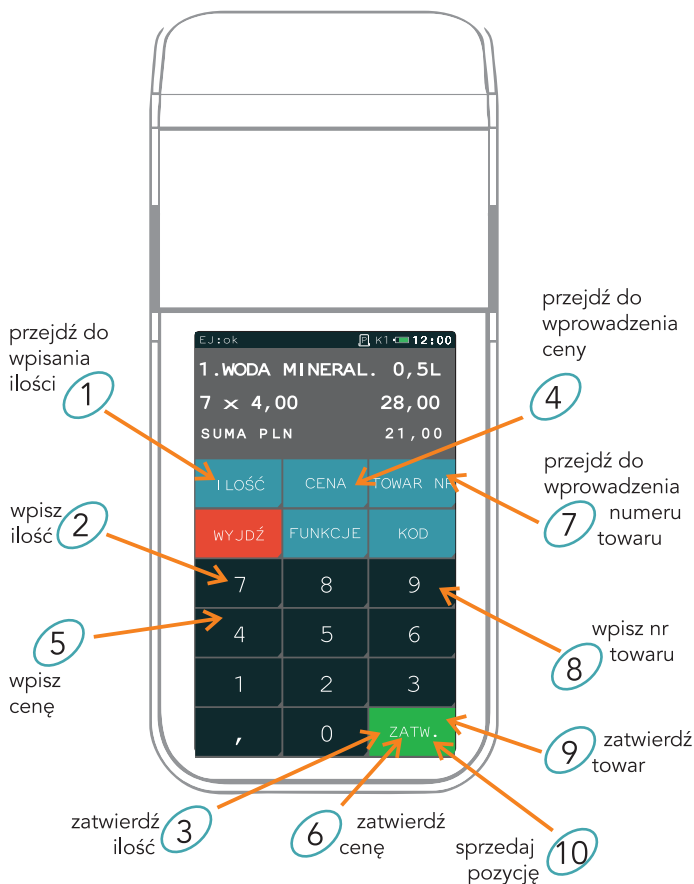 przejdź do
wprowadzenia
ceny
4
przejdź do
wpisania
ilości
1
EJ:ok P K1 12:00
1.WODA MINERAL. 0,5L
7 x 4,00 28,00
SUMA PLN 21,00
ILOŚĆ CENA TOWAR NR
WYJDŹ FUNKCJE KOD
7 8 9
4 5 6
1 2 3
, 0 ZATW.
przejdź do
wprowadzenia
numeru
towaru
7
wpisz
ilość
2
5
wpisz
cenę
wpisz nr
towaru
8
9
zatwierdź
towar
zatwierdź
ilość
3
6
zatwierdź
cenę
sprzedaj
pozycję
10